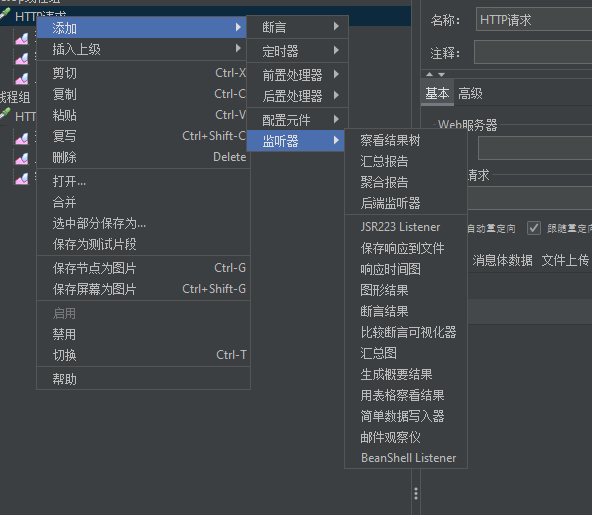 HTTP请求
添加
插入上级
剪切 Ctrl-X
复制 Ctrl-C
粘贴 Ctrl-V
复写 Ctrl+Shift-C
删除 Delete
打开...
合并
选中部分保存为...
保存为测试片段
保存节点为图片 Ctrl-G
保存屏幕为图片 Ctrl+Shift-G
启用
禁用
切换 Ctrl-T
帮助
线程组
HT
断言
定时器
前置处理器
后置处理器
配置元件
监听器
察看结果树
汇总报告
聚合报告
后端监听器
JSR223 Listener
保存响应到文件
响应时间图
图形结果
断言结果
比较断言可视化器
汇总图
生成概要结果
用表格察看结果
简单数据写入器
邮件观察仪
BeanShell Listener
名称： HTTP请求
注释：
基本 高级
Web服务器
请求
自动重定向 跟随重定向
消息体数据 文件上传